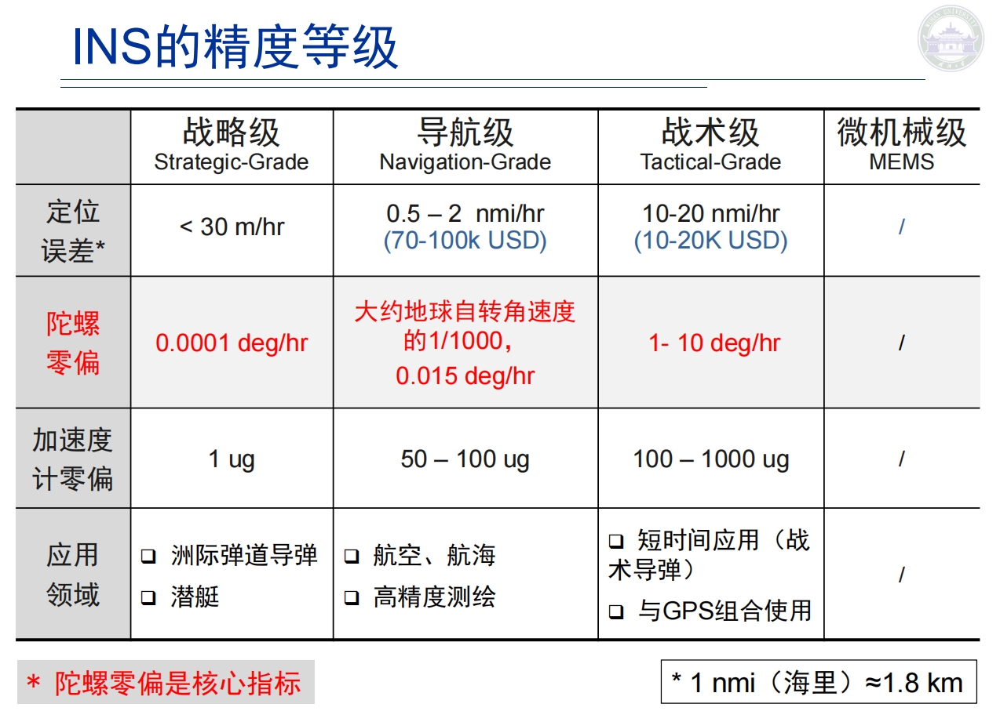 INS的精度等级
WUHAN UNIVERSITY
战略级
Strategic-Grade
导航级
Navigation-Grade
战术级
Tactical-Grade
微机械级
MEMS
定位
误差*
< 30 m/hr
0.5 – 2 nmi/hr
(70-100k USD)
10-20 nmi/hr
(10-20K USD)
/
陀螺
零偏
0.0001 deg/hr
大约地球自转角速度
的1/1000，
0.015 deg/hr
1- 10 deg/hr
/
加速度
计零偏
1 ug
50 – 100 ug
100 – 1000 ug
/
应用
领域
❑ 洲际弹道导弹
❑ 潜艇
❑ 航空、航海
❑ 高精度测绘
❑ 短时间应用（战
术导弹）
❑ 与GPS组合使用
/
* 陀螺零偏是核心指标
* 1 nmi（海里）≈1.8 km